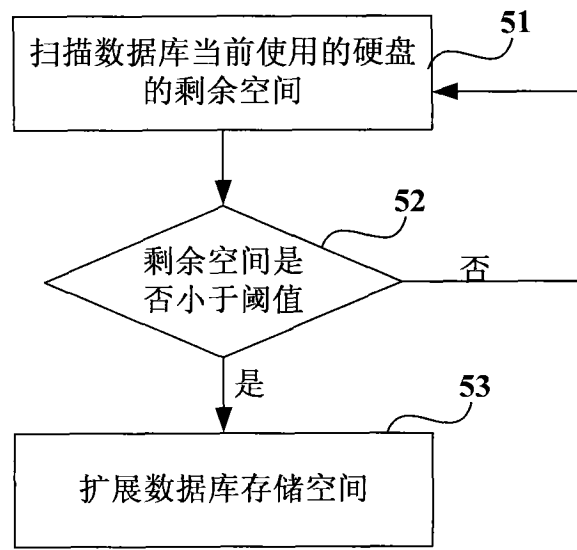 51
扫描数据库当前使用的硬盘
的剩余空间
52
剩余空间是
否小于阈值
否
是
53
扩展数据库存储空间